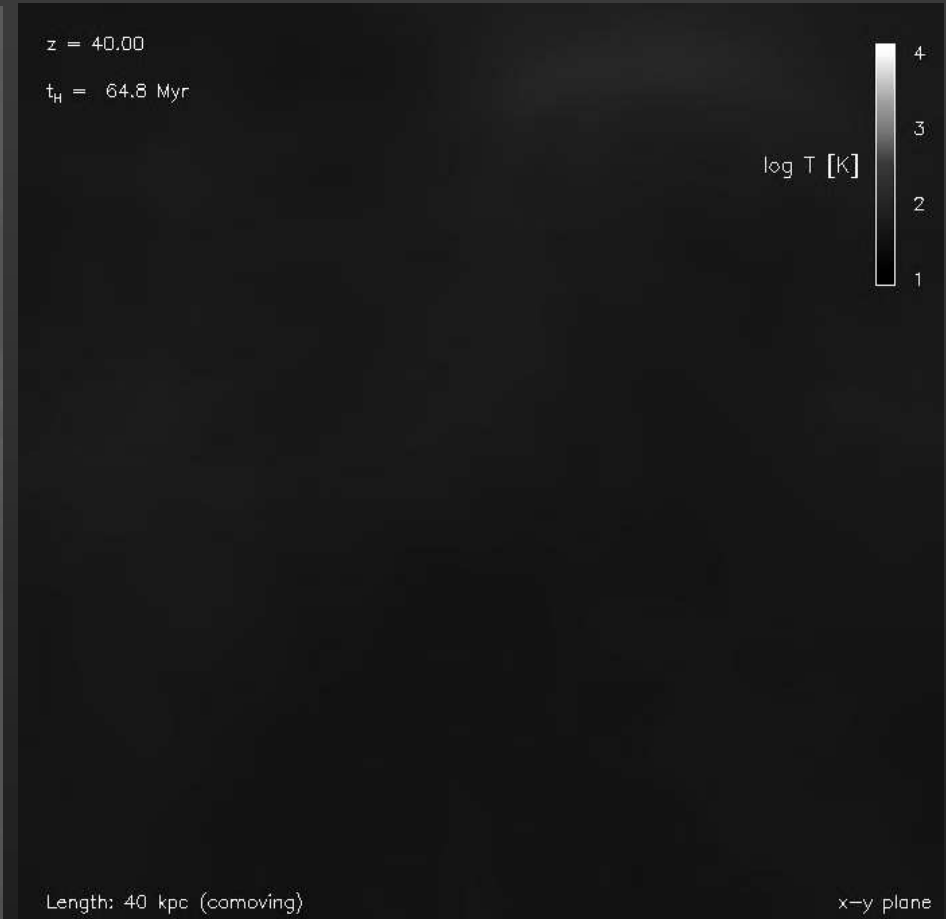 z = 40.00
t_H = 64.8 Myr
4
3
log T [K]
2
1
Length: 40 kpc (comoving)
x-y plane